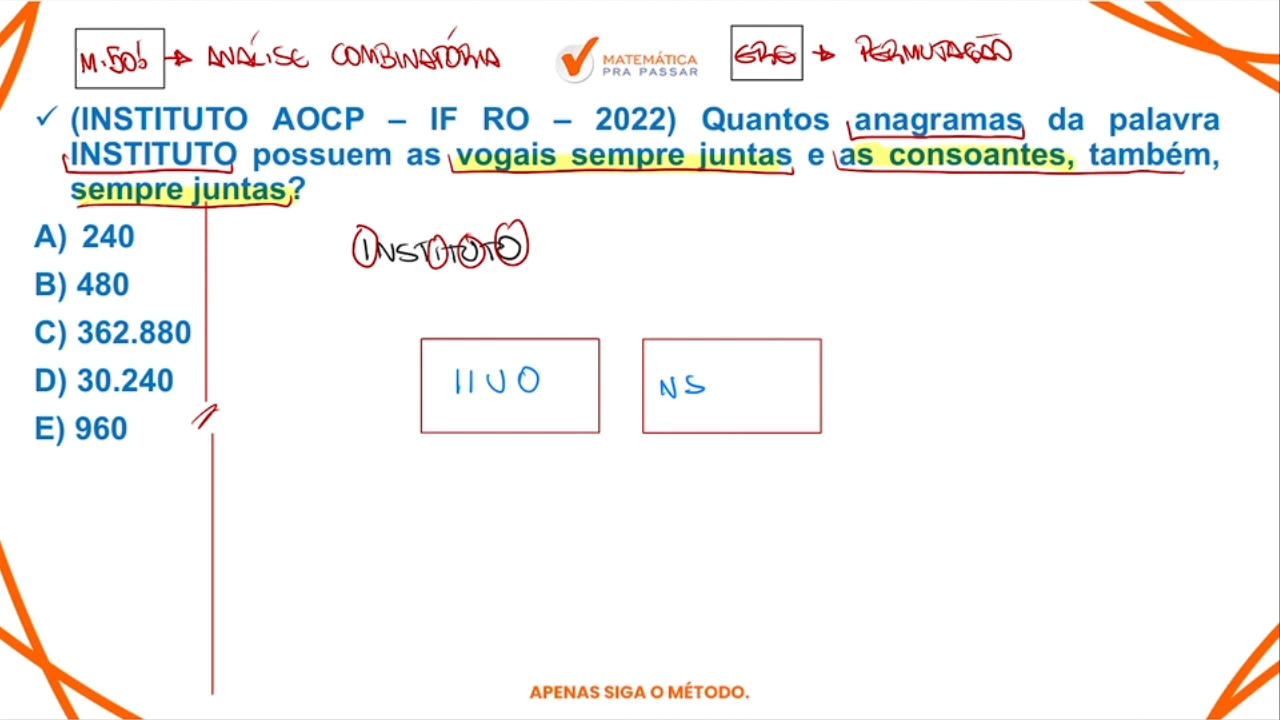 M.50% → ANÁLISE COMBINATÓRIA
MATEMÁTICA
PRA PASSAR
→ PERMUTAÇÃO
✓ (INSTITUTO AOCP – IF RO – 2022) Quantos anagramas da palavra
INSTITUTO possuem as vogais sempre juntas e as consoantes, também,
sempre juntas?
A) 240
B) 480
C) 362.880
D) 30.240
E) 960
INSTITUTO
IIUO
NS
APENAS SIGA O MÉTODO.